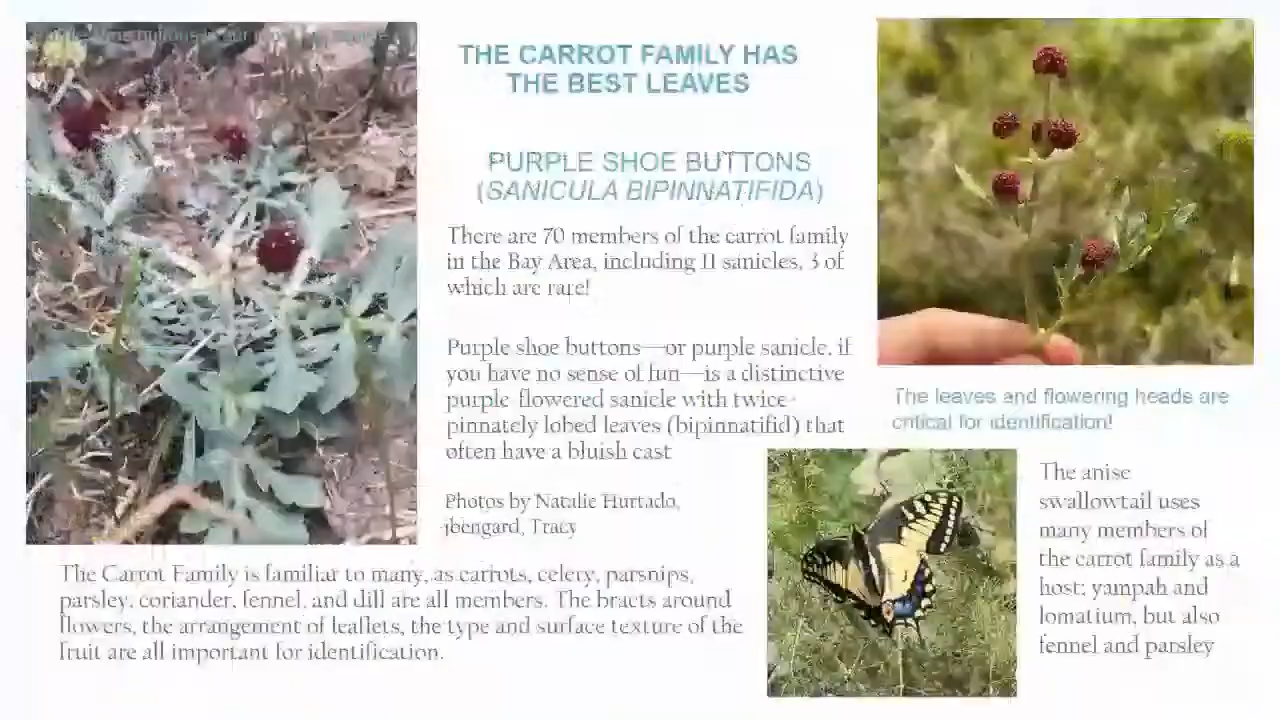 THE CARROT FAMILY HAS
THE BEST LEAVES
PURPLE SHOE BUTTONS
(SANICULA BIPINNATIFIDA)
There are 70 members of the carrot family
in the Bay Area, including 11 sanicles, 3 of
which are rare!
Purple shoe buttons—or purple sanicle, if
you have no sense of fun—is a distinctive
purple flowered sanicle with twice-
pinnately lobed leaves (bipinnatifid) that
often have a bluish cast
Photos by Natalie Hurtado,
jbengard, Tracy
The Carrot Family is familiar to many, as carrots, celery, parsnips,
parsley, coriander, fennel, and dill are all members. The bracts around
flowers, the arrangement of leaflets, the type and surface texture of the
fruit are all important for identification.
The leaves and flowering heads are
critical for identification!
The anise
swallowtail uses
many members of
the carrot family as a
host: yampah and
lomatium, but also
fennel and parsley